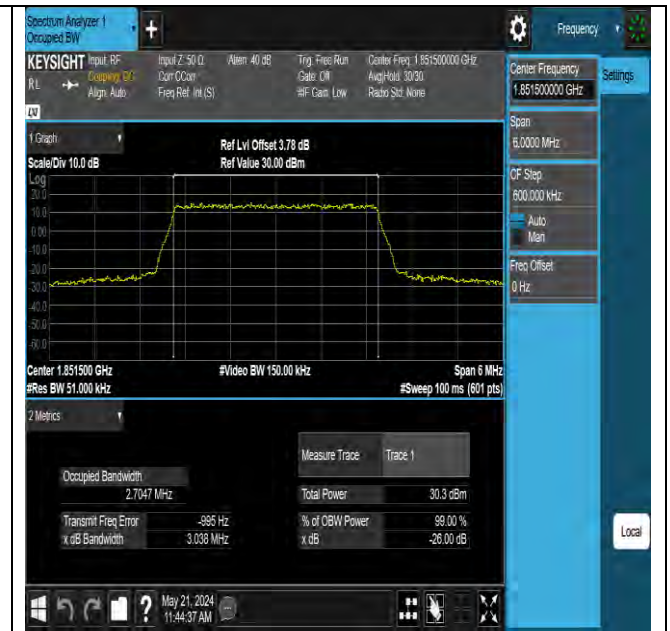 Spectrum Analyzer 1
Occupied BW
Frequency
KEYSIGHT
Input: RF
Coupling: DC
Align: Auto
Input Z: 50 Ω
Corr CCorr
Freq Ref: Int (S)
Atten: 40 dB
Trig: Free Run
Gate: Off
#IF Gain: Low
Center Freq: 1.851500000 GHz
Avg|Hold: 30/30
Radio Std: None
RL
LXI
Center Frequency
1.851500000 GHz
Settings
Span
6.0000 MHz
CF Step
600.000 kHz
Auto
Man
Freq Offset
0 Hz
1 Graph
Scale/Div 10.0 dB
Ref Lvl Offset 3.78 dB
Ref Value 30.00 dBm
Log
20.0
10.0
0.00
-10.0
-20.0
-30.0
-40.0
-50.0
-60.0
Center 1.851500 GHz
#Video BW 150.00 kHz
Span 6 MHz
#Res BW 51.000 kHz
#Sweep 100 ms (601 pts)
2 Metrics
Measure Trace
Trace 1
Occupied Bandwidth
2.7047 MHz
Total Power
30.3 dBm
Transmit Freq Error
-995 Hz
% of OBW Power
99.00 %
x dB Bandwidth
3.038 MHz
x dB
-26.00 dB
Local
May 21, 2024
11:44:37 AM